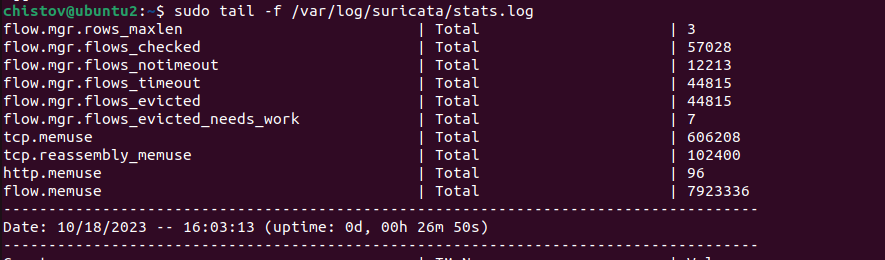 chistov@ubuntu2:~$ sudo tail -f /var/log/suricata/stats.log
flow.mgr.rows_maxlen | Total | 3
flow.mgr.flows_checked | Total | 57028
flow.mgr.flows_notimeout | Total | 12213
flow.mgr.flows_timeout | Total | 44815
flow.mgr.flows_evicted | Total | 44815
flow.mgr.flows_evicted_needs_work | Total | 7
tcp.memuse | Total | 606208
tcp.reassembly_memuse | Total | 102400
http.memuse | Total | 96
flow.memuse | Total | 7923336
------------------------------------------------------------------------------------
Date: 10/18/2023 -- 16:03:13 (uptime: 0d, 00h 26m 50s)
------------------------------------------------------------------------------------